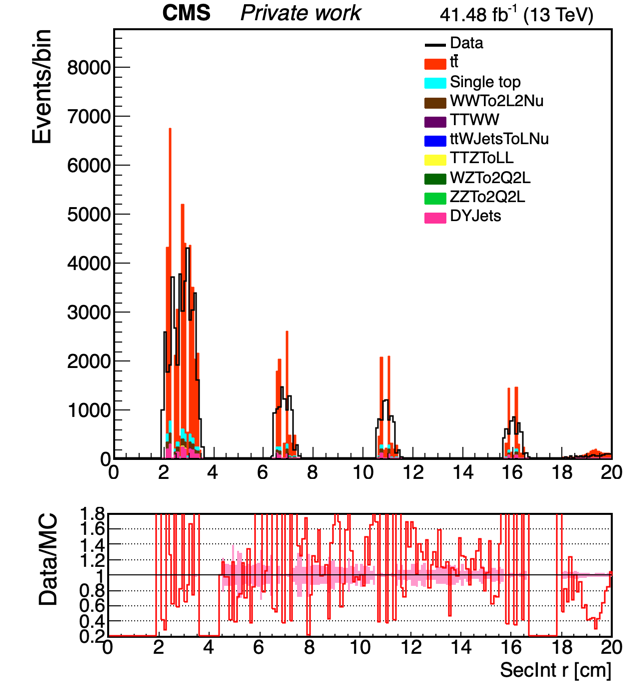 CMS Private work 41.48 fb⁻¹ (13 TeV)
Events/bin
8000
7000
6000
5000
4000
3000
2000
1000
0
Data
tt̄
Single top
WWTo2L2Nu
TTWW
ttWJetsToLNu
TTZToLL
WZTo2Q2L
ZZTo2Q2L
DYJets
0 2 4 6 8 10 12 14 16 18 20
Data/MC
1.8
1.6
1.4
1.2
1
0.8
0.6
0.4
0.2
0 2 4 6 8 10 12 14 16 18 20
SecInt r [cm]